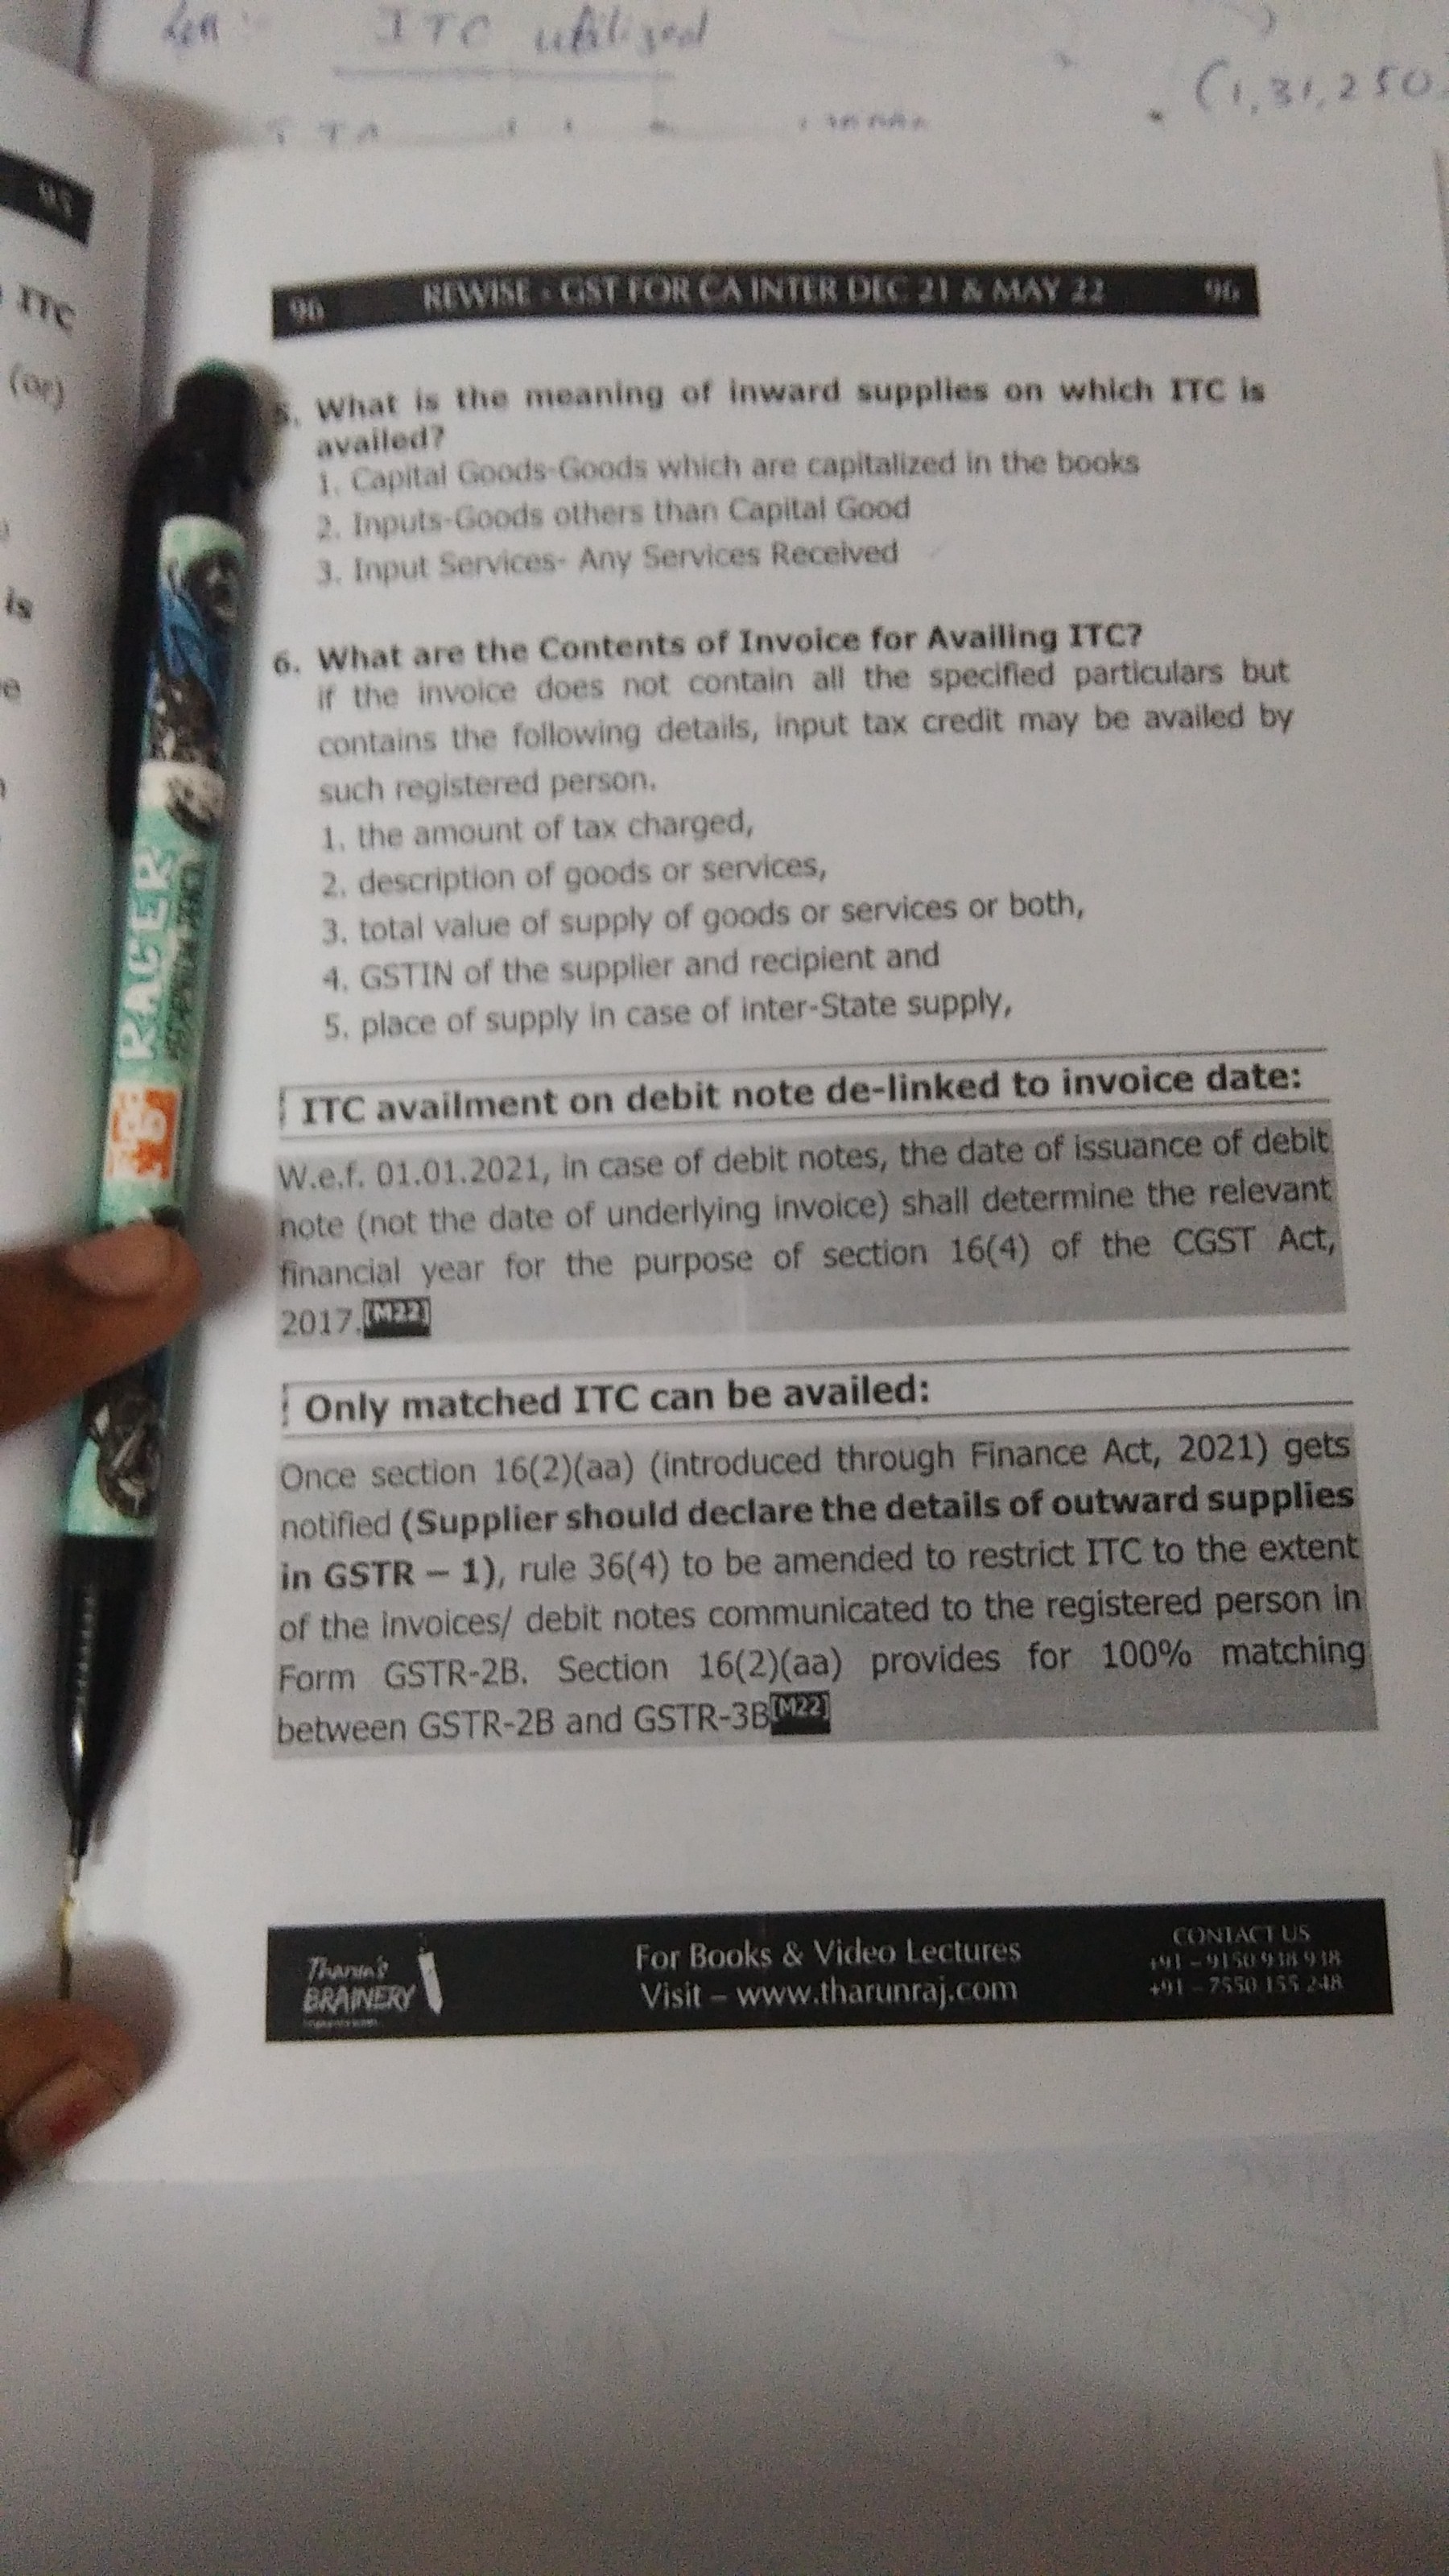 ITC utilized
(1,31,250
95
ITC
(or)
is
96 REWISE - GST FOR CA INTER DEC 21 & MAY 22 96
5. What is the meaning of inward supplies on which ITC is
availed?
1. Capital Goods-Goods which are capitalized in the books
2. Inputs-Goods others than Capital Good
3. Input Services- Any Services Received
6. What are the Contents of Invoice for Availing ITC?
if the invoice does not contain all the specified particulars but
contains the following details, input tax credit may be availed by
such registered person.
1. the amount of tax charged,
2. description of goods or services,
3. total value of supply of goods or services or both,
4. GSTIN of the supplier and recipient and
5. place of supply in case of inter-State supply,
ITC availment on debit note de-linked to invoice date:
W.e.f. 01.01.2021, in case of debit notes, the date of issuance of debit
note (not the date of underlying invoice) shall determine the relevant
financial year for the purpose of section 16(4) of the CGST Act,
2017.[M22]
Only matched ITC can be availed:
Once section 16(2)(aa) (introduced through Finance Act, 2021) gets
notified (Supplier should declare the details of outward supplies
in GSTR – 1), rule 36(4) to be amended to restrict ITC to the extent
of the invoices/ debit notes communicated to the registered person in
Form GSTR-2B. Section 16(2)(aa) provides for 100% matching
between GSTR-2B and GSTR-3B[M22]
RACER
Tharun's
BRAINERY
For Books & Video Lectures
Visit – www.tharunraj.com
CONTACT US
+91 – 9150 938 938
+91 – 7550 155 248